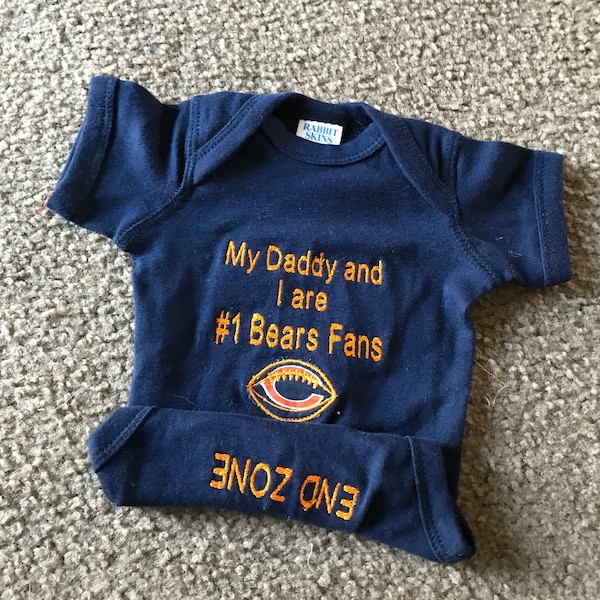 RABBIT
SKINS
My Daddy and
I are
#1 Bears Fans
C
END ZONE